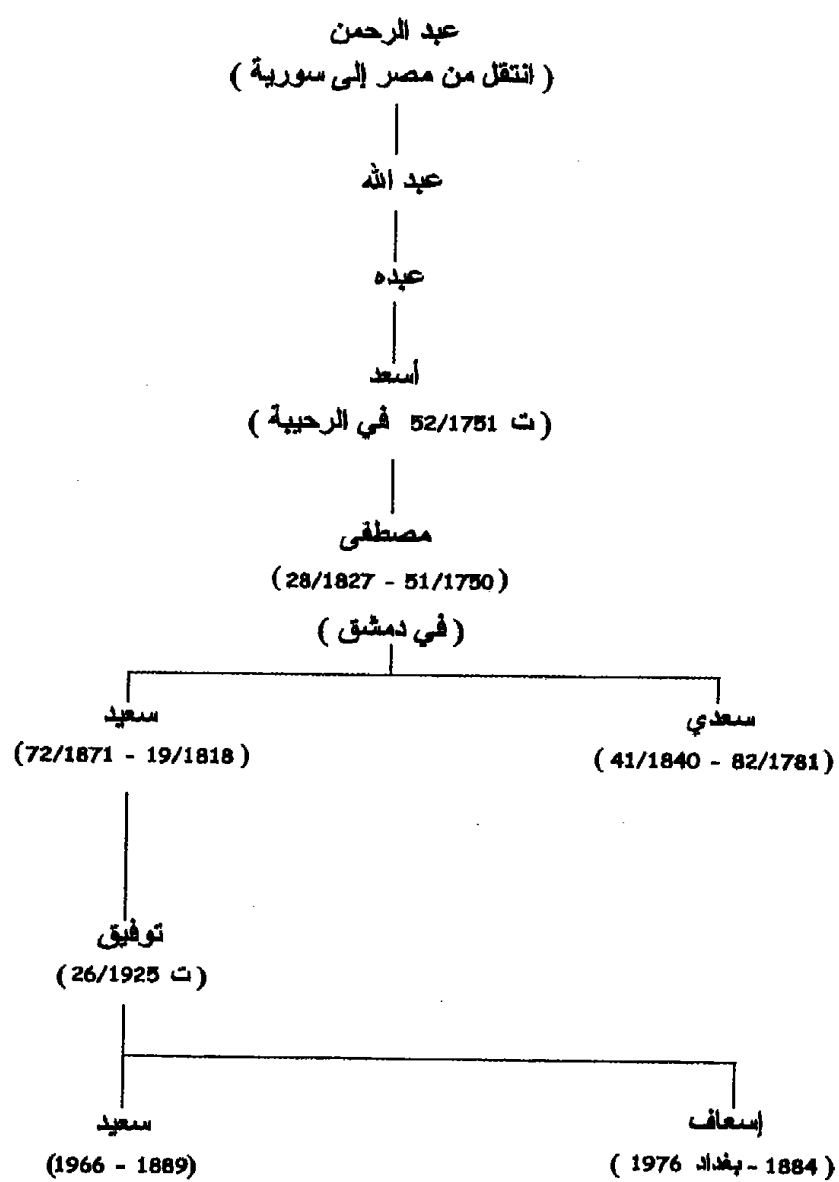 عبد الرحمن
( انتقل من مصر إلى سورية )
عبد الله
عبده
أسعد
( ت 52/1751 في الرحيبة )
مصطفى
(51/1750 - 28/1827)
( في دمشق )
سعدي
(82/1781 - 41/1840 )
سعيد
(19/1818 - 72/1871)
توفيق
( ت 26/1925 )
إسعاف
( 1884 - بغداد 1976 )
سعيد
(1889 - 1966)